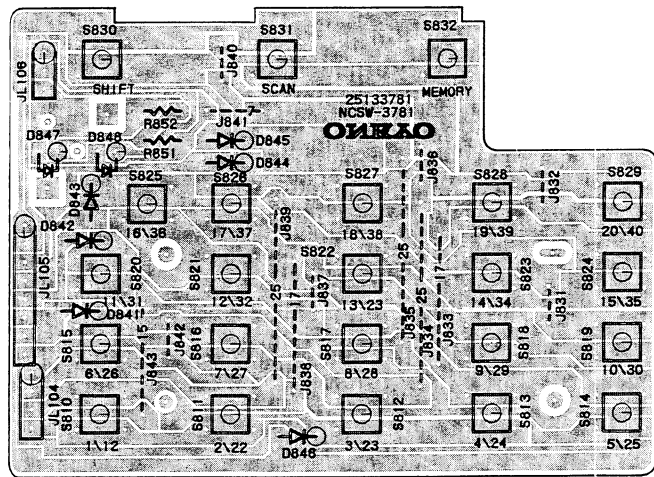 S830
S831
S832
J840
JL106
SHIFT
SCAN
MEMORY
25133781
NCSW-3781
ONKYO
R852
7
J841
D847
D848
R851
D845
D844
J836
D843
S825
S826
S827
S828
J832
S829
D842
16\36
17\37
J839
18\38
19\39
20\40
S822
25
JL105
S820
S821
12\32
17
J837
13\23
25
17
14\34
S823
J831
S824
15\35
11\31
D841
25
S815
6\26
15
J843
J842
S816
7\27
J838
S817
8\28
J835
J834
J833
9\29
S818
S819
10\30
JL104
S810
1\12
S811
2\22
D846
S812
3\23
4\24
S813
S814
5\25